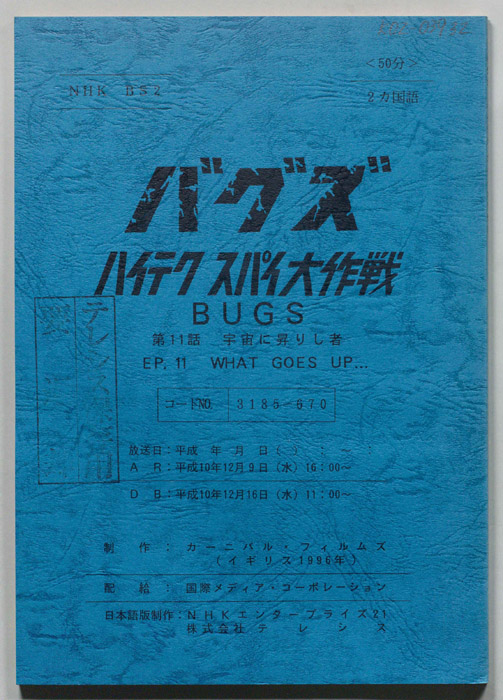 <50分>
NHK BS2
2カ国語
バグズ
ハイテクスパイ大作戦
BUGS
第11話 宇宙に昇りし者
EP. 11 WHAT GOES UP...
コードNO. 3185-670
放送日：平成 年 月 日（ ） 〜 ：
A R：平成10年12月9日（水）16：00〜
D B：平成10年12月16日（水）11：00〜
制作：カーニバル・フィルムズ
（イギリス1996年）
配給：国際メディア・コーポレーション
日本語版制作：NHKエンタープライズ21
株式会社テレシス